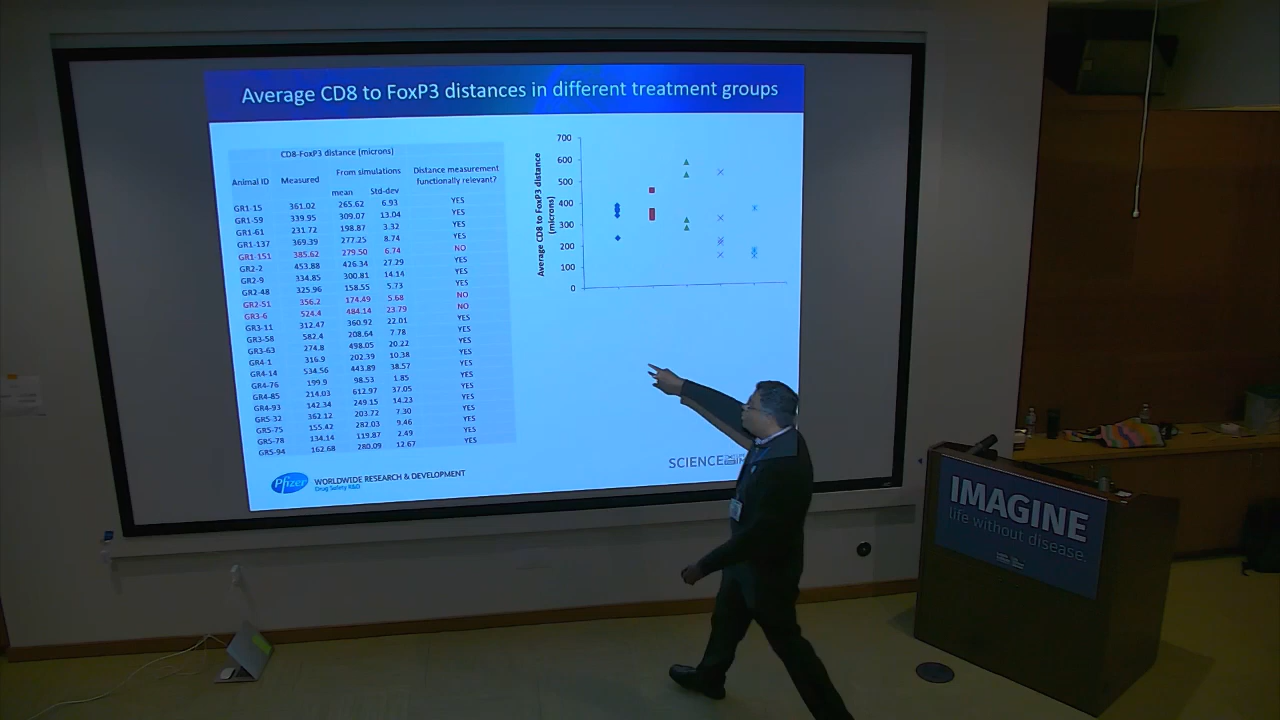 Average CD8 to FoxP3 distances in different treatment groups
CD8-FoxP3 distance (microns)
Animal ID Measured From simulations Distance measurement functionally relevant?
mean Std-dev
GR1-15 361.02 265.62 6.93 YES
GR1-59 339.95 309.07 13.04 YES
GR1-61 231.72 198.87 3.32 YES
GR1-137 369.39 277.25 8.74 YES
GR1-151 385.62 279.50 6.74 NO
GR2-2 453.88 426.34 27.29 YES
GR2-9 334.85 300.81 14.14 YES
GR2-48 325.96 158.55 5.73 YES
GR2-51 356.2 174.49 5.68 NO
GR3-6 524.4 484.14 23.79 NO
GR3-11 312.47 360.92 22.01 YES
GR3-58 582.4 208.64 7.78 YES
GR3-63 274.8 498.05 20.22 YES
GR4-1 316.9 202.39 10.38 YES
GR4-14 534.56 443.89 38.57 YES
GR4-76 199.9 98.53 1.85 YES
GR4-85 214.03 612.97 37.05 YES
GR4-93 142.34 249.15 14.23 YES
GR5-32 362.12 203.72 7.30 YES
GR5-75 155.42 282.03 9.46 YES
GR5-78 134.14 119.87 2.49 YES
GR5-94 162.68 280.09 12.67 YES
Average CD8 to FoxP3 distance
(microns)
700
600
500
400
300
200
100
0
Pfizer WORLDWIDE RESEARCH & DEVELOPMENT
Drug Safety R&D
SCIENCE
IMAGINE
life without disease.